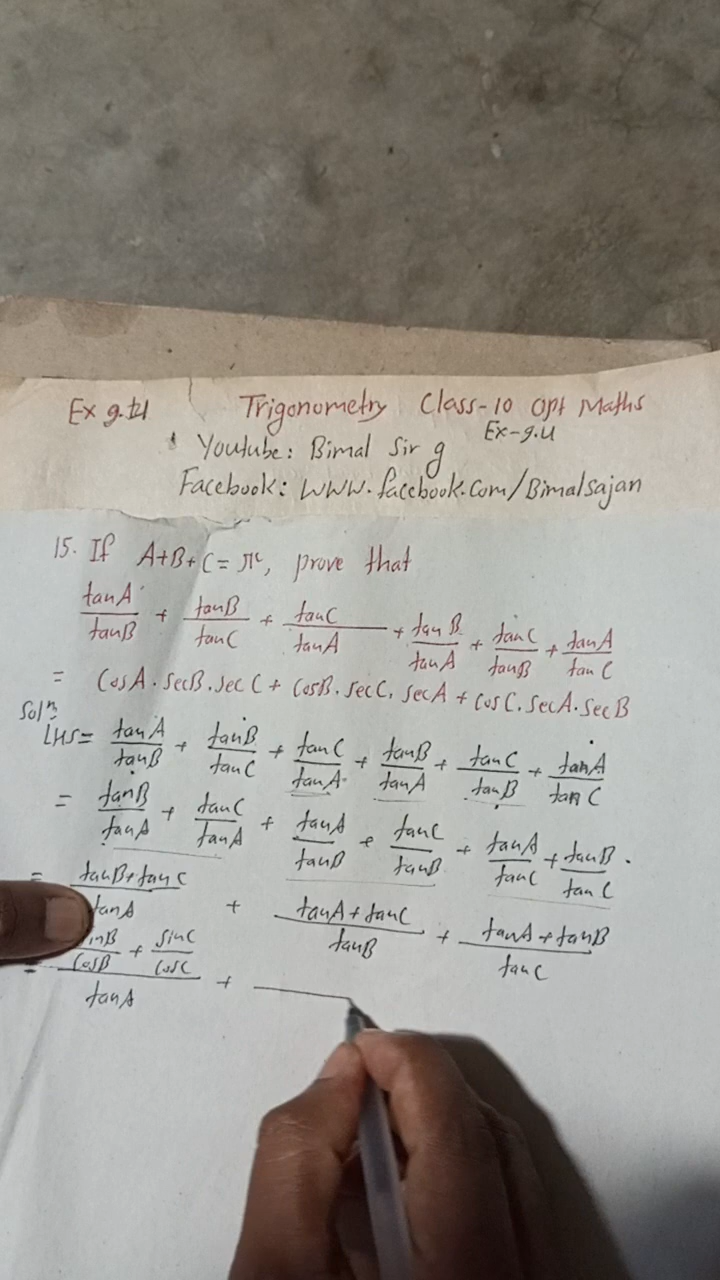 Ex 9.4 Trigonometry Class-10 Opt Maths
Ex-9.4
Youtube: Bimal Sir g
Facebook: WWW.facebook.com/Bimalsajan
15. If A+B+C = πᶜ, prove that
tanA/tanB + tanB/tanC + tanC/tanA + tanB/tanA + tanC/tanB + tanA/tanC
= CosA.secB.secC + CosB.secC.secA + CosC.SecA.SecB
Solⁿ
LHS = tanA/tanB + tanB/tanC + tanC/tanA + tanB/tanA + tanC/tanB + tanA/tanC
= tanB/tanA + tanC/tanA + tanA/tanB + tanC/tanB + tanA/tanC + tanB/tanC .
= tanB+tanC/tanA + tanA+tanC/tanB + tanA+tanB/tanC
= inB/CosB + sinC/CosC / tanA +